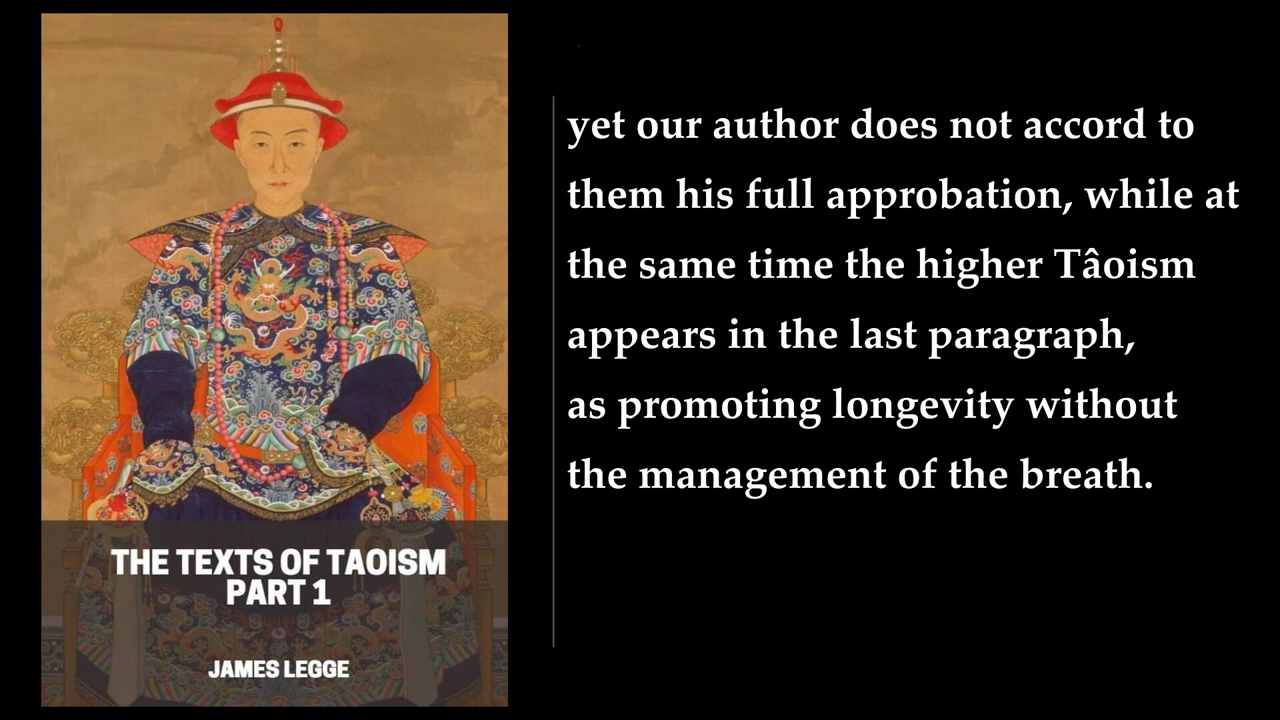 THE TEXTS OF TAOISM
PART 1
JAMES LEGGE
yet our author does not accord to
them his full approbation, while at
the same time the higher Tâoism
appears in the last paragraph,
as promoting longevity without
the management of the breath.